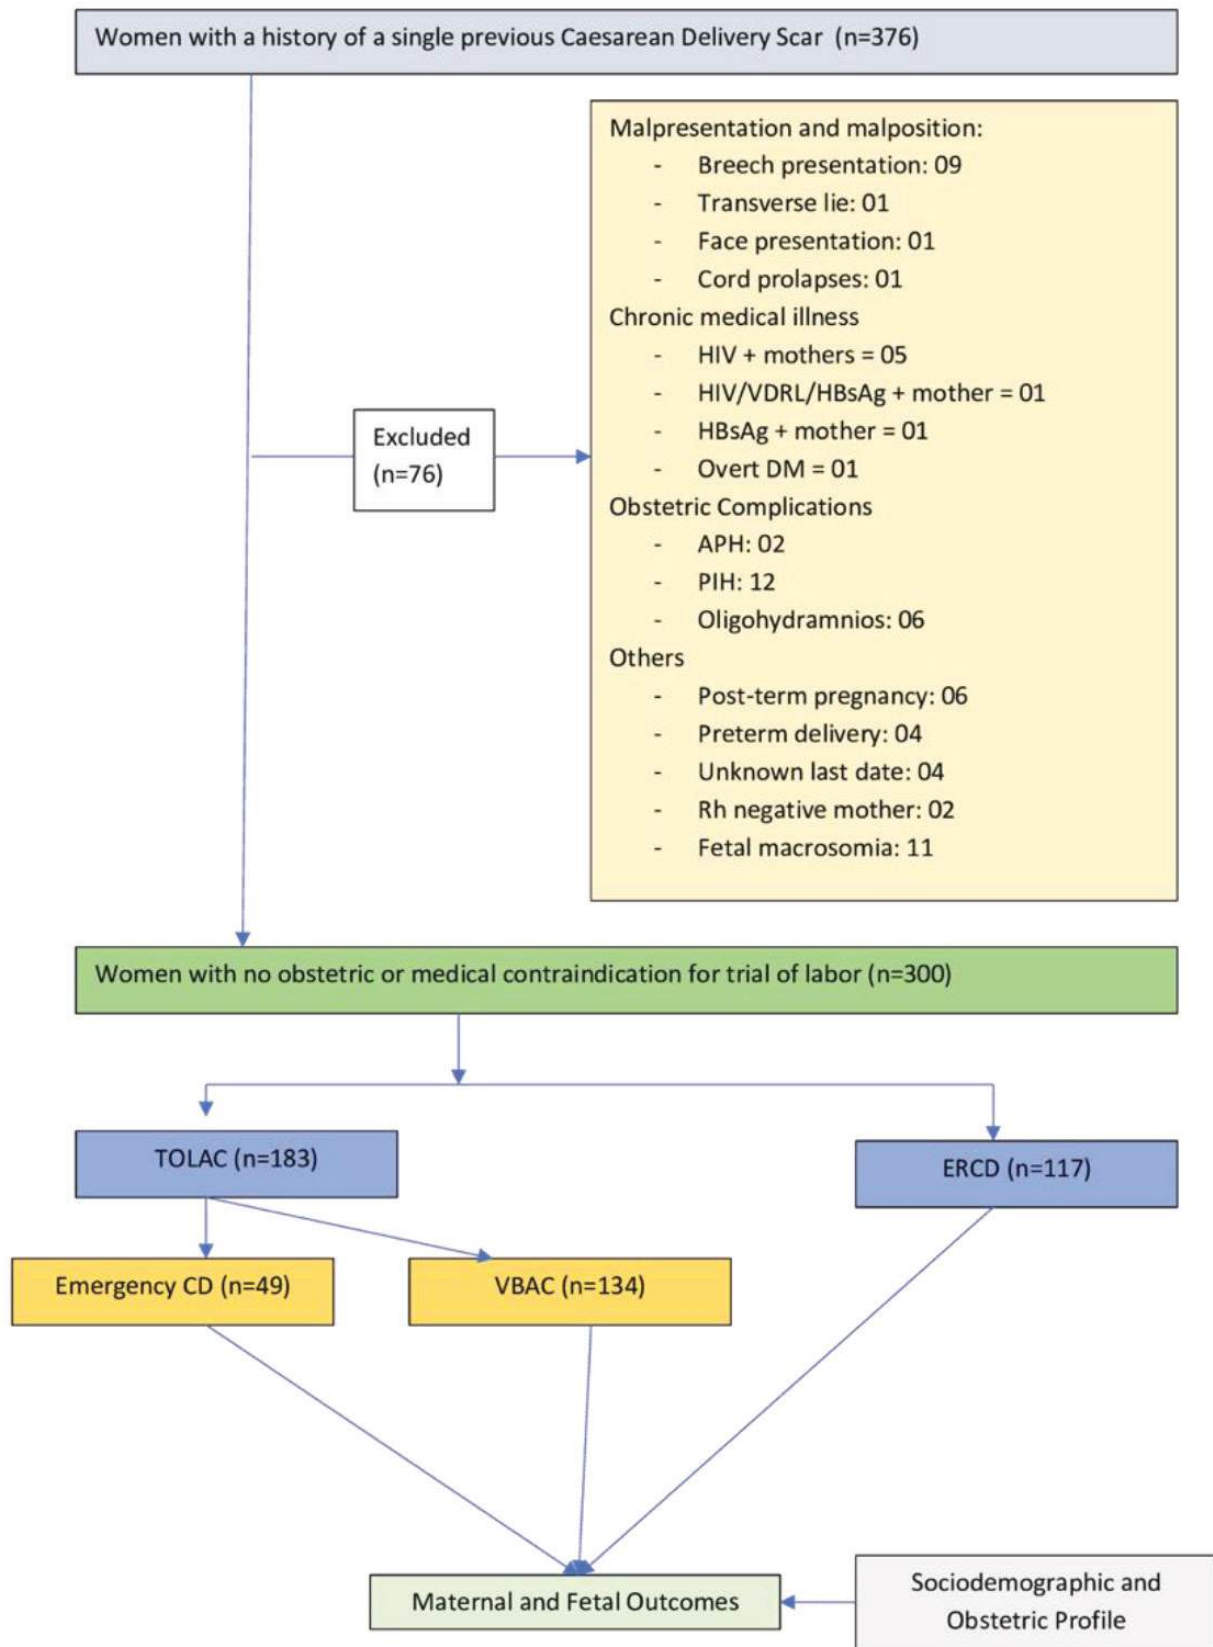 Women with a history of a single previous Caesarean Delivery Scar (n=376)
Malpresentation and malposition:
- Breech presentation: 09
- Transverse lie: 01
- Face presentation: 01
- Cord prolapses: 01
Chronic medical illness
- HIV + mothers = 05
- HIV/VDRL/HBsAg + mother = 01
- HBsAg + mother = 01
- Overt DM = 01
Obstetric Complications
- APH: 02
- PIH: 12
- Oligohydramnios: 06
Others
- Post-term pregnancy: 06
- Preterm delivery: 04
- Unknown last date: 04
- Rh negative mother: 02
- Fetal macrosomia: 11
Excluded
(n=76)
Women with no obstetric or medical contraindication for trial of labor (n=300)
TOLAC (n=183)
ERCD (n=117)
Emergency CD (n=49)
VBAC (n=134)
Maternal and Fetal Outcomes
Sociodemographic and
Obstetric Profile